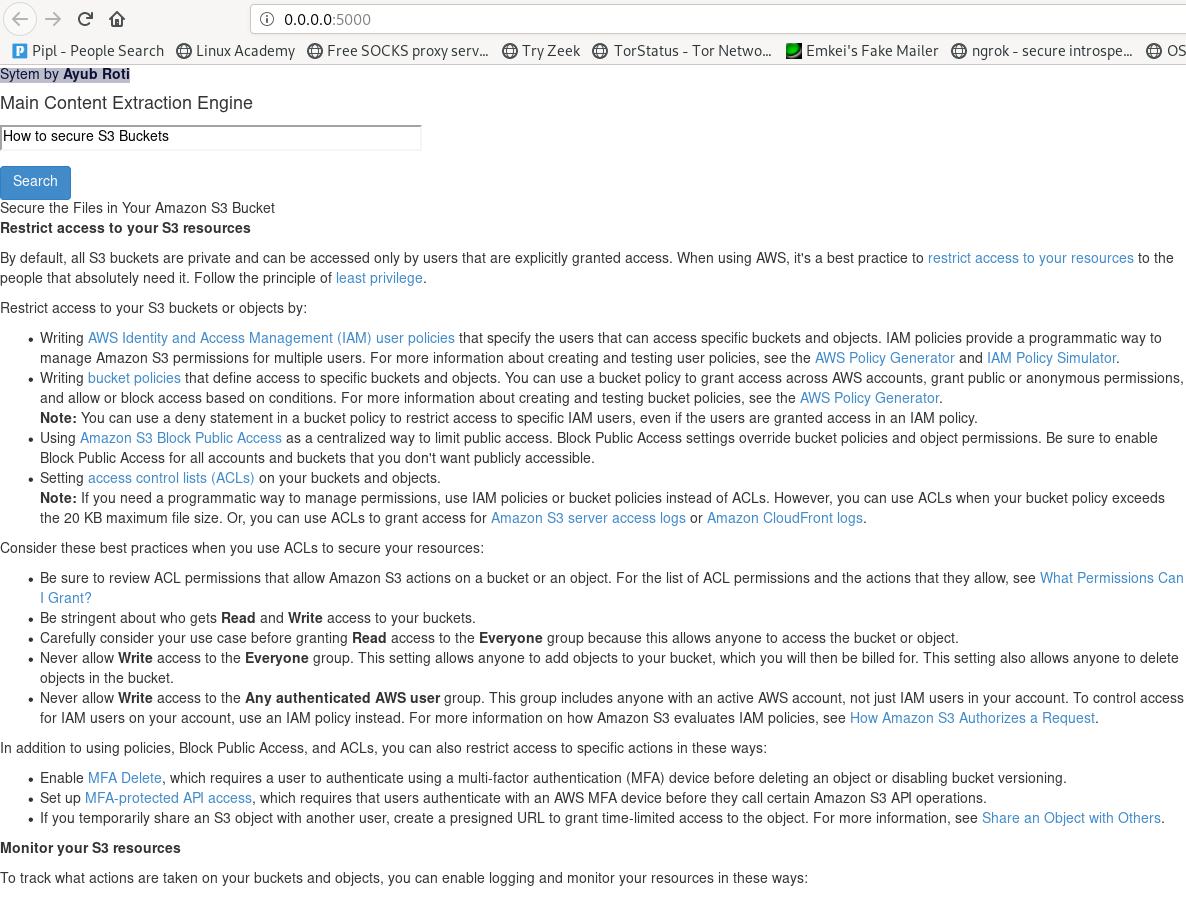 0.0.0.0:5000
Pipl - People Search Linux Academy Free SOCKS proxy serv... Try Zeek TorStatus - Tor Netwo... Emkei's Fake Mailer ngrok - secure introspe... OS
Sytem by Ayub Roti
Main Content Extraction Engine
How to secure S3 Buckets
Search
Secure the Files in Your Amazon S3 Bucket
Restrict access to your S3 resources
By default, all S3 buckets are private and can be accessed only by users that are explicitly granted access. When using AWS, it's a best practice to restrict access to your resources to the
people that absolutely need it. Follow the principle of least privilege.
Restrict access to your S3 buckets or objects by:
• Writing AWS Identity and Access Management (IAM) user policies that specify the users that can access specific buckets and objects. IAM policies provide a programmatic way to
manage Amazon S3 permissions for multiple users. For more information about creating and testing user policies, see the AWS Policy Generator and IAM Policy Simulator.
• Writing bucket policies that define access to specific buckets and objects. You can use a bucket policy to grant access across AWS accounts, grant public or anonymous permissions,
and allow or block access based on conditions. For more information about creating and testing bucket policies, see the AWS Policy Generator.
Note: You can use a deny statement in a bucket policy to restrict access to specific IAM users, even if the users are granted access in an IAM policy.
• Using Amazon S3 Block Public Access as a centralized way to limit public access. Block Public Access settings override bucket policies and object permissions. Be sure to enable
Block Public Access for all accounts and buckets that you don't want publicly accessible.
• Setting access control lists (ACLs) on your buckets and objects.
Note: If you need a programmatic way to manage permissions, use IAM policies or bucket policies instead of ACLs. However, you can use ACLs when your bucket policy exceeds
the 20 KB maximum file size. Or, you can use ACLs to grant access for Amazon S3 server access logs or Amazon CloudFront logs.
Consider these best practices when you use ACLs to secure your resources:
• Be sure to review ACL permissions that allow Amazon S3 actions on a bucket or an object. For the list of ACL permissions and the actions that they allow, see What Permissions Can
I Grant?
• Be stringent about who gets Read and Write access to your buckets.
• Carefully consider your use case before granting Read access to the Everyone group because this allows anyone to access the bucket or object.
• Never allow Write access to the Everyone group. This setting allows anyone to add objects to your bucket, which you will then be billed for. This setting also allows anyone to delete
objects in the bucket.
• Never allow Write access to the Any authenticated AWS user group. This group includes anyone with an active AWS account, not just IAM users in your account. To control access
for IAM users on your account, use an IAM policy instead. For more information on how Amazon S3 evaluates IAM policies, see How Amazon S3 Authorizes a Request.
In addition to using policies, Block Public Access, and ACLs, you can also restrict access to specific actions in these ways:
• Enable MFA Delete, which requires a user to authenticate using a multi-factor authentication (MFA) device before deleting an object or disabling bucket versioning.
• Set up MFA-protected API access, which requires that users authenticate with an AWS MFA device before they call certain Amazon S3 API operations.
• If you temporarily share an S3 object with another user, create a presigned URL to grant time-limited access to the object. For more information, see Share an Object with Others.
Monitor your S3 resources
To track what actions are taken on your buckets and objects, you can enable logging and monitor your resources in these ways: